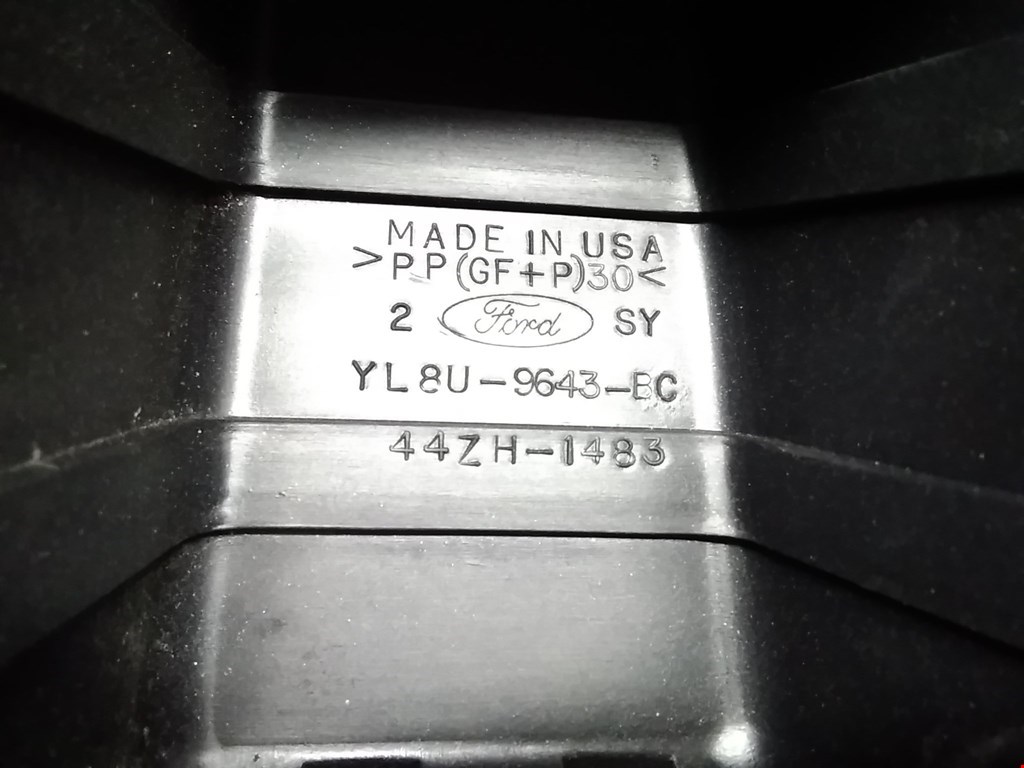 MADE IN USA
>PP(GF+P)30<
2 Ford SY
YL8U-9643-BC
44ZH-1483